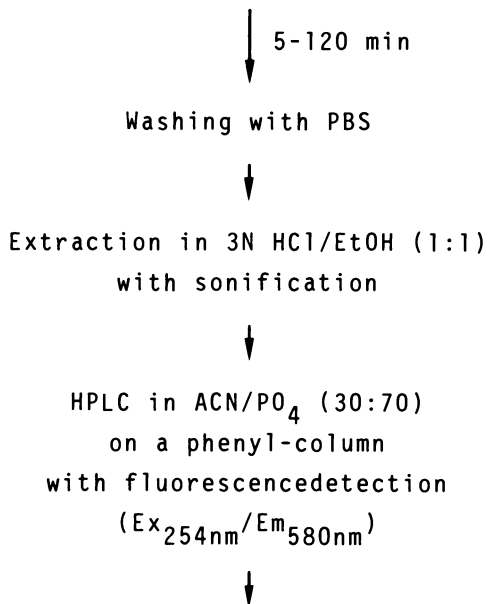 5-120 min
Washing with PBS
Extraction in 3N HCl/EtOH (1:1)
with sonification
HPLC in ACN/PO4 (30:70)
on a phenyl-column
with fluorescencedetection
(Ex254nm/Em580nm)